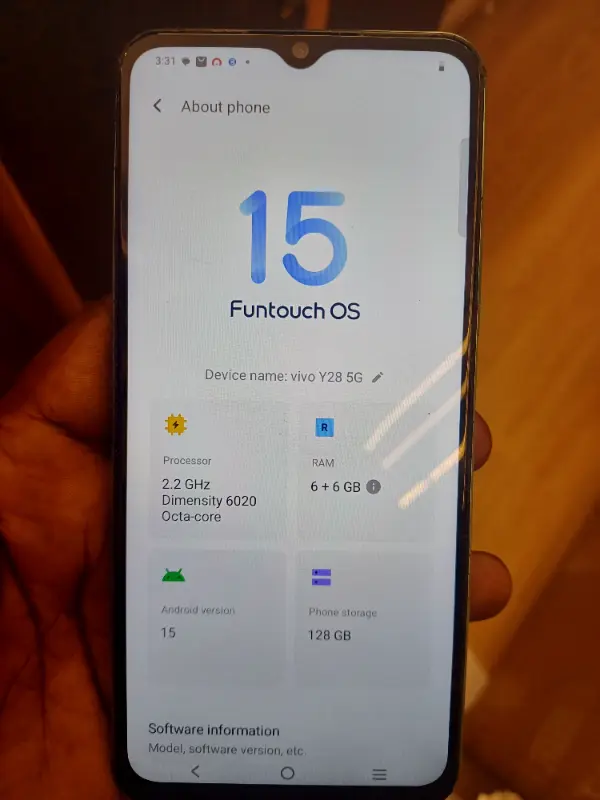 3:31
About phone
15
Funtouch OS
Device name: vivo Y28 5G
Processor
2.2 GHz
Dimensity 6020
Octa-core
R
RAM
6 + 6 GB
Android version
15
Phone storage
128 GB
Software information
Model, software version, etc